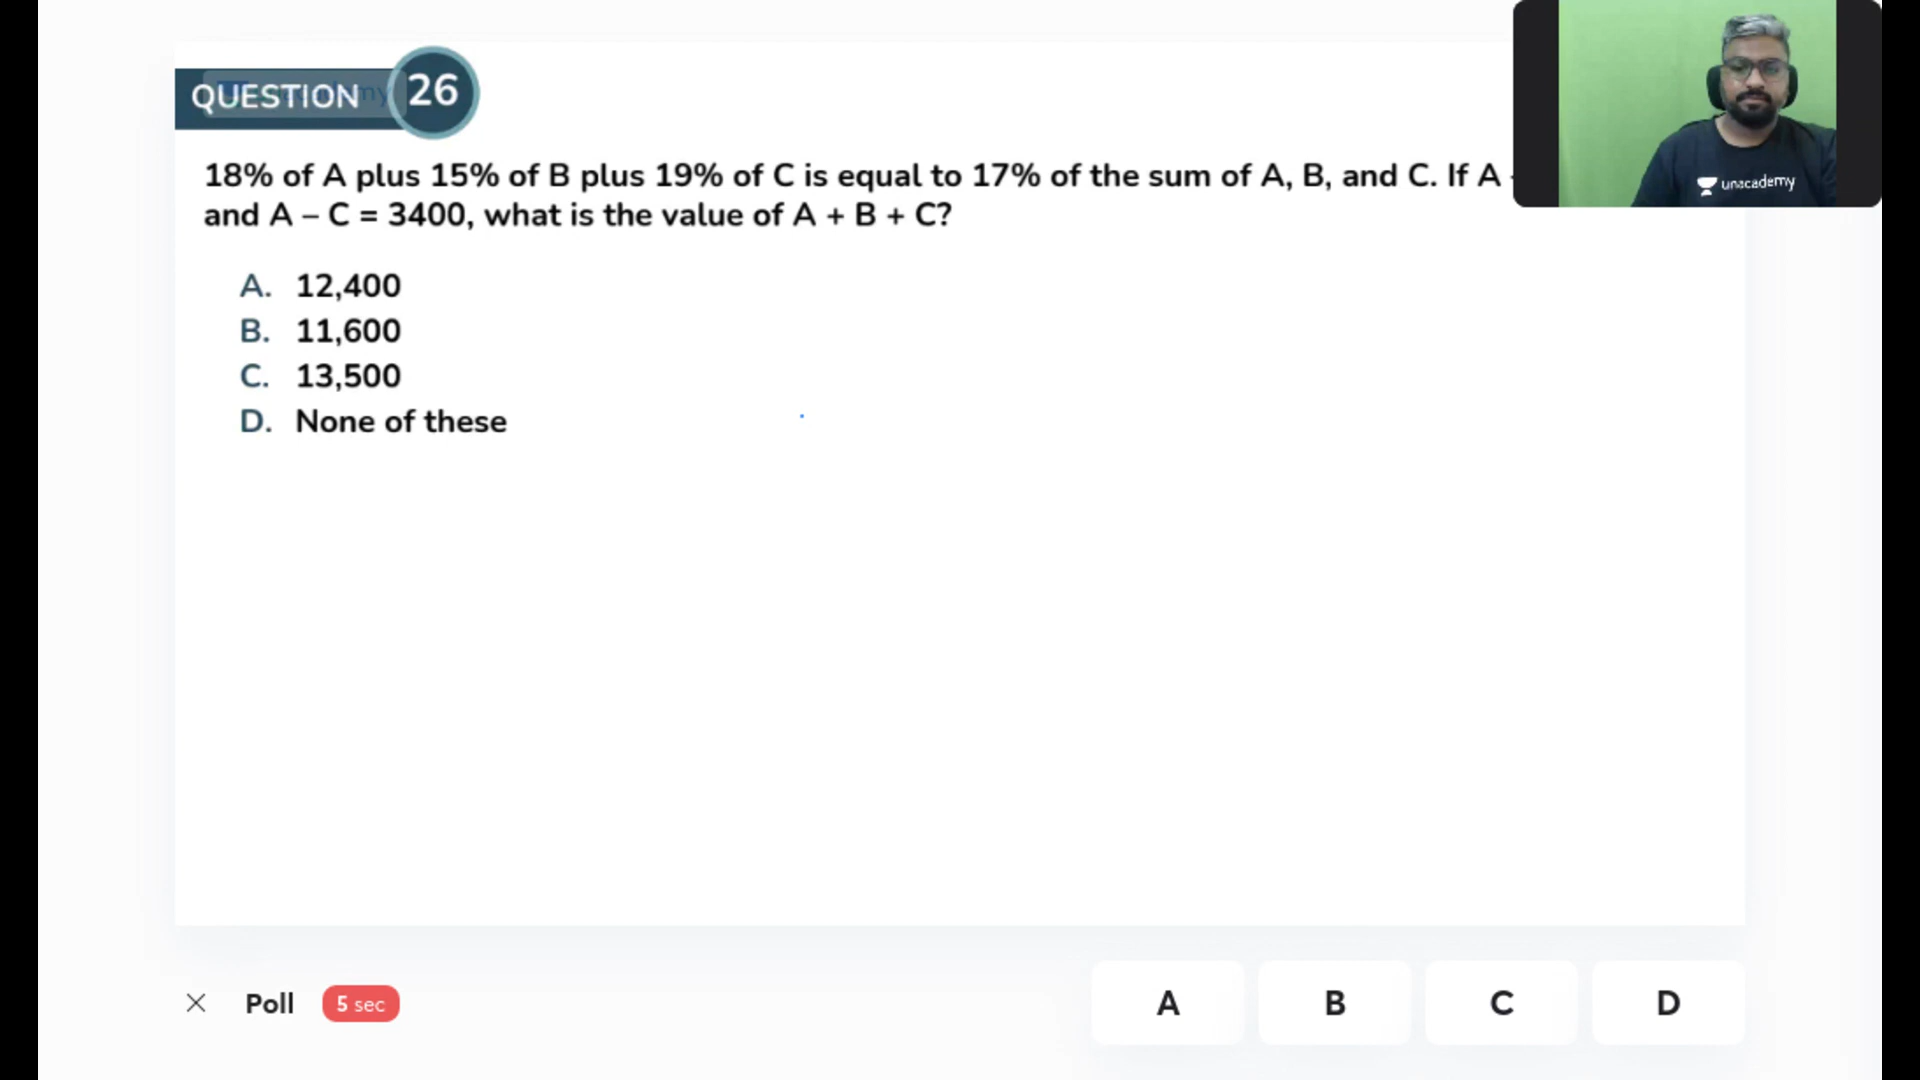 QUESTION 26
18% of A plus 15% of B plus 19% of C is equal to 17% of the sum of A, B, and C. If A
and A – C = 3400, what is the value of A + B + C?
A. 12,400
B. 11,600
C. 13,500
D. None of these
unacademy
× Poll 5 sec
A B C D